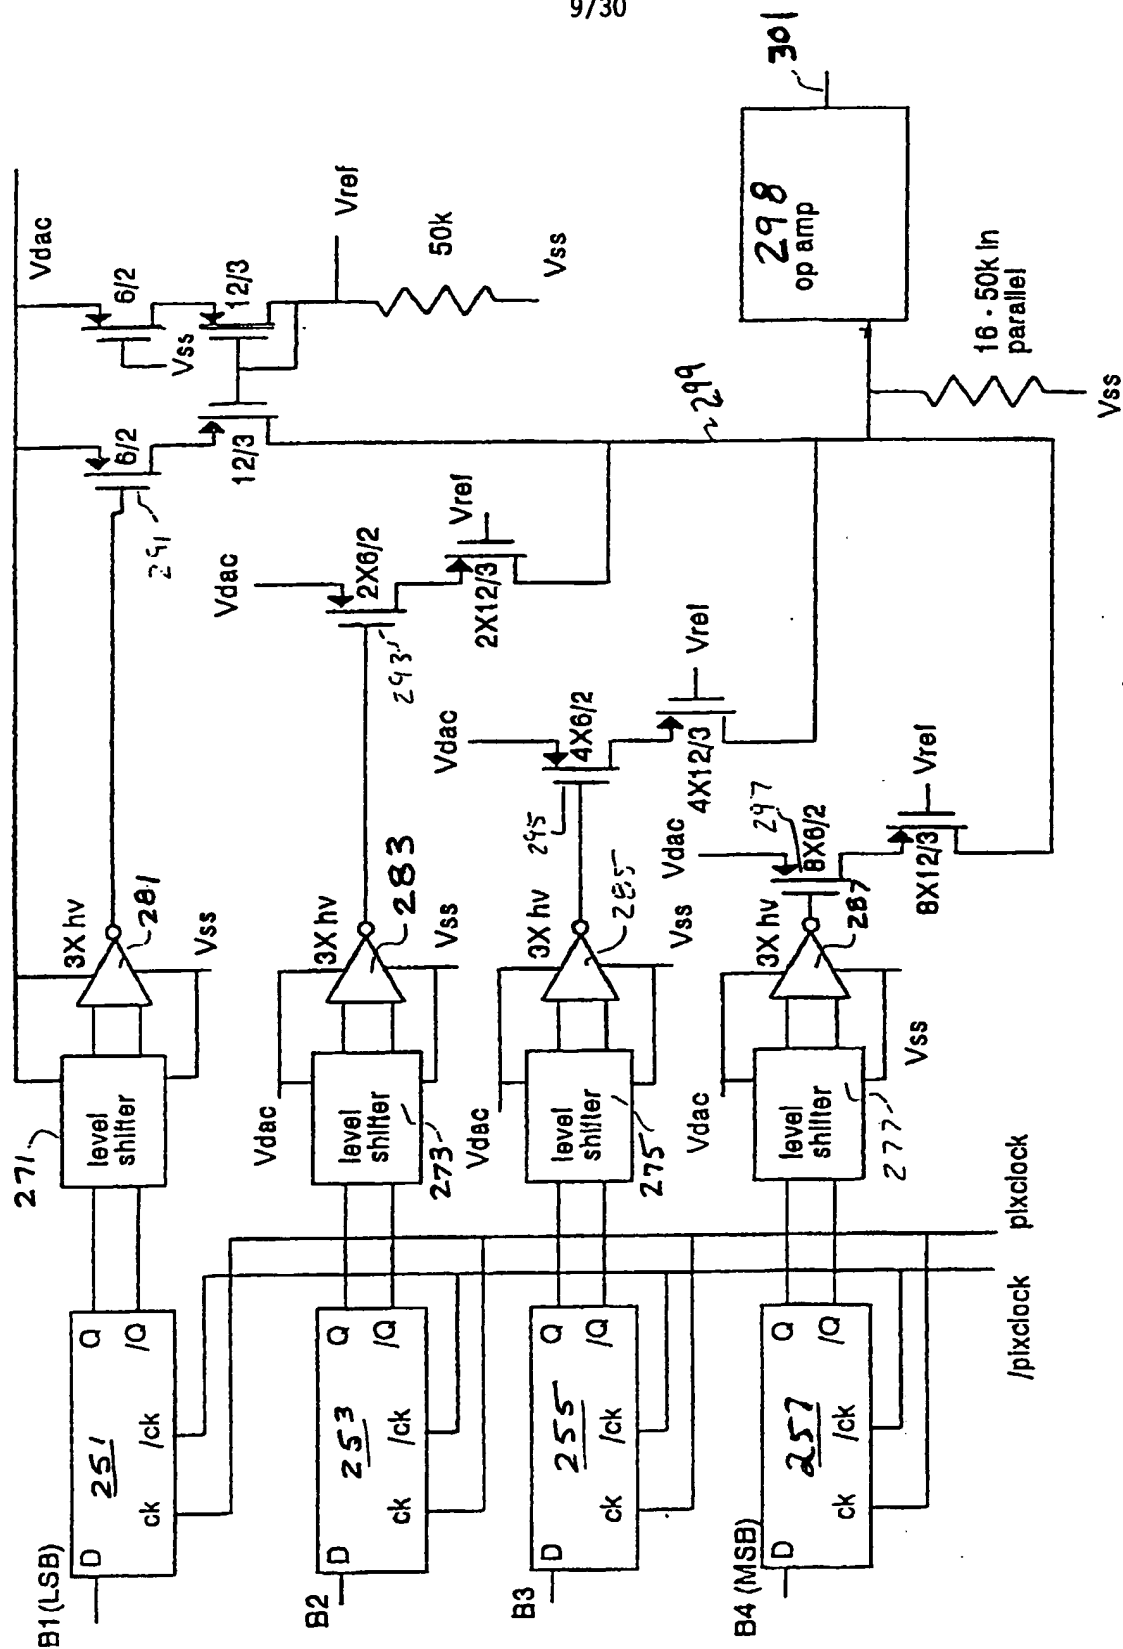 9/30
B1 (LSB)
D
251
ck
/ck
Q
/Q
271
level
shifter
3X hv
281
Vss
291
6/2
12/3
Vdac
6/2
Vss
12/3
Vref
50k
Vss
B2
D
253
ck
/ck
Q
/Q
Vdac
level
shifter
273
3X hv
283
Vss
Vdac
293
2X6/2
2X12/3
Vref
299
298
op amp
301
16 - 50k in
parallel
Vss
B3
D
255
ck
/ck
Q
/Q
Vdac
level
shifter
275
3X hv
285
Vss
Vdac
295
4X6/2
4X12/3
Vref
B4 (MSB)
D
257
ck
/ck
Q
/Q
Vdac
level
shifter
277
3X hv
287
Vss
Vdac
297
8X6/2
8X12/3
Vref
/pixclock
pixclock